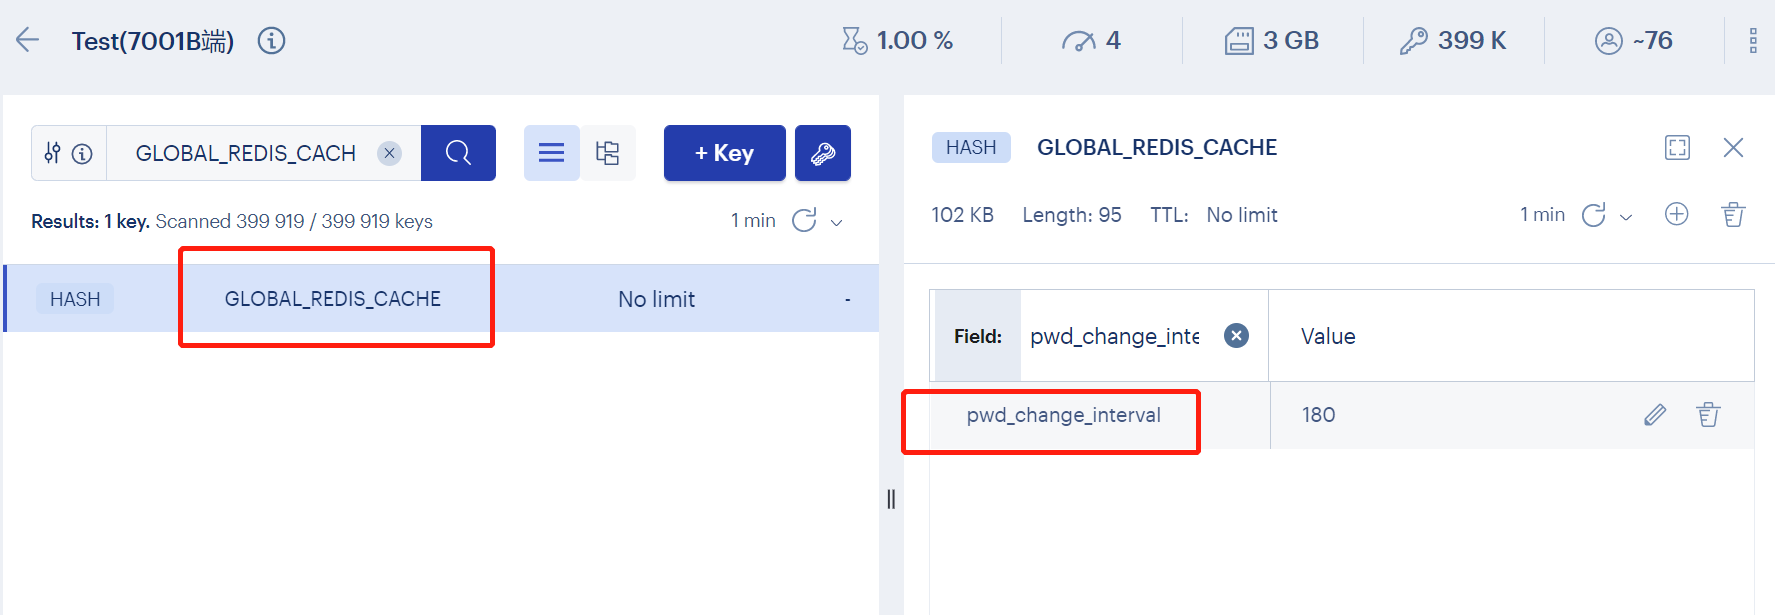 Test(7001B端) 1.00 % 4 3 GB 399 K ~76
GLOBAL_REDIS_CACH + Key
Results: 1 key. Scanned 399 919 / 399 919 keys 1 min
HASH GLOBAL_REDIS_CACHE No limit -
HASH GLOBAL_REDIS_CACHE
102 KB Length: 95 TTL: No limit 1 min
Field: pwd_change_inte Value
pwd_change_interval 180